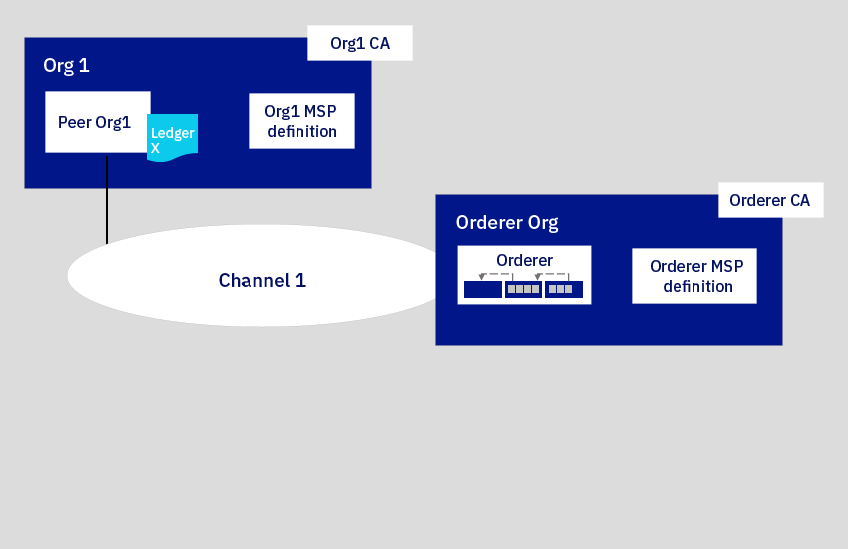 Org1 CA
Org 1
Peer Org1
Ledger
X
Org1 MSP
definition
Orderer CA
Orderer Org
Orderer
Orderer MSP
definition
Channel 1